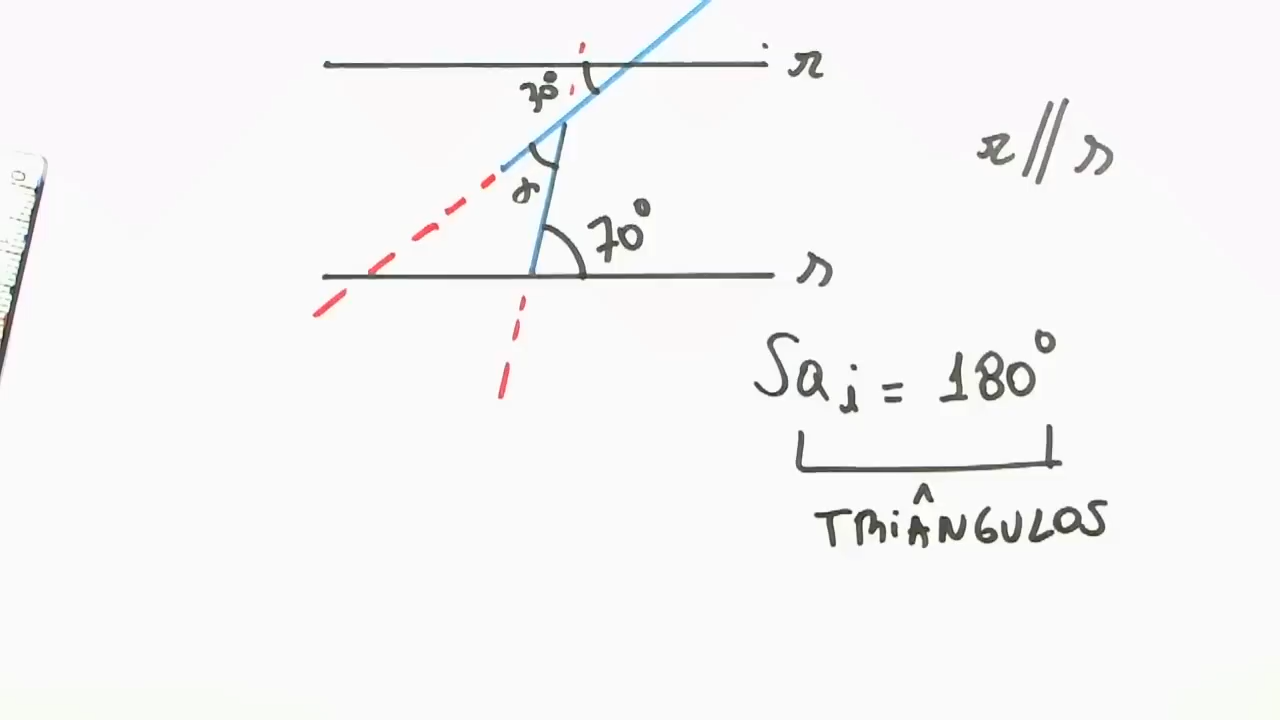 r
30°
r // s
x
70°
s
Sai = 180°
TRIÂNGULOS